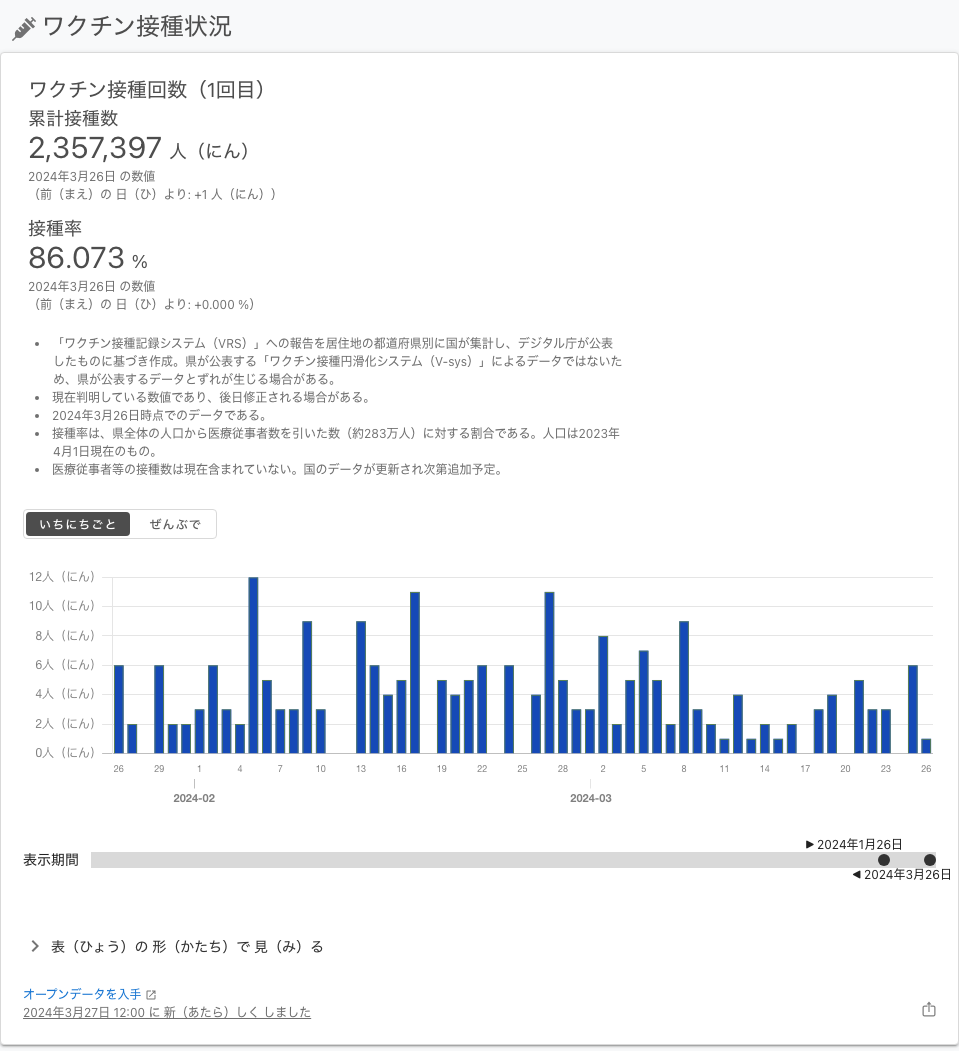 ワクチン接種状況
ワクチン接種回数（1回目）
累計接種数
2,357,397 人（にん）
2024年3月26日 の数値
（前（まえ）の 日（ひ）より: +1 人（にん））
接種率
86.073 %
2024年3月26日 の数値
（前（まえ）の 日（ひ）より: +0.000 %）
• 「ワクチン接種記録システム（VRS）」への報告を居住地の都道府県別に国が集計し、デジタル庁が公表
したものに基づき作成。県が公表する「ワクチン接種円滑化システム（V-sys）」によるデータではないた
め、県が公表するデータとずれが生じる場合がある。
• 現在判明している数値であり、後日修正される場合がある。
• 2024年3月26日時点でのデータである。
• 接種率は、県全体の人口から医療従事者数を引いた数（約283万人）に対する割合である。人口は2023年
4月1日現在のもの。
• 医療従事者等の接種数は現在含まれていない。国のデータが更新され次第追加予定。
いちにちごと ぜんぶで
12人（にん）
10人（にん）
8人（にん）
6人（にん）
4人（にん）
2人（にん）
0人（にん）
26 29 1 4 7 10 13 16 19 22 25 28 2 5 8 11 14 17 20 23 26
2024-02 2024-03
▶ 2024年1月26日
表示期間
◀ 2024年3月26日
表（ひょう）の 形（かたち）で 見（み）る
オープンデータを入手
2024年3月27日 12:00 に 新（あたら）しく しました